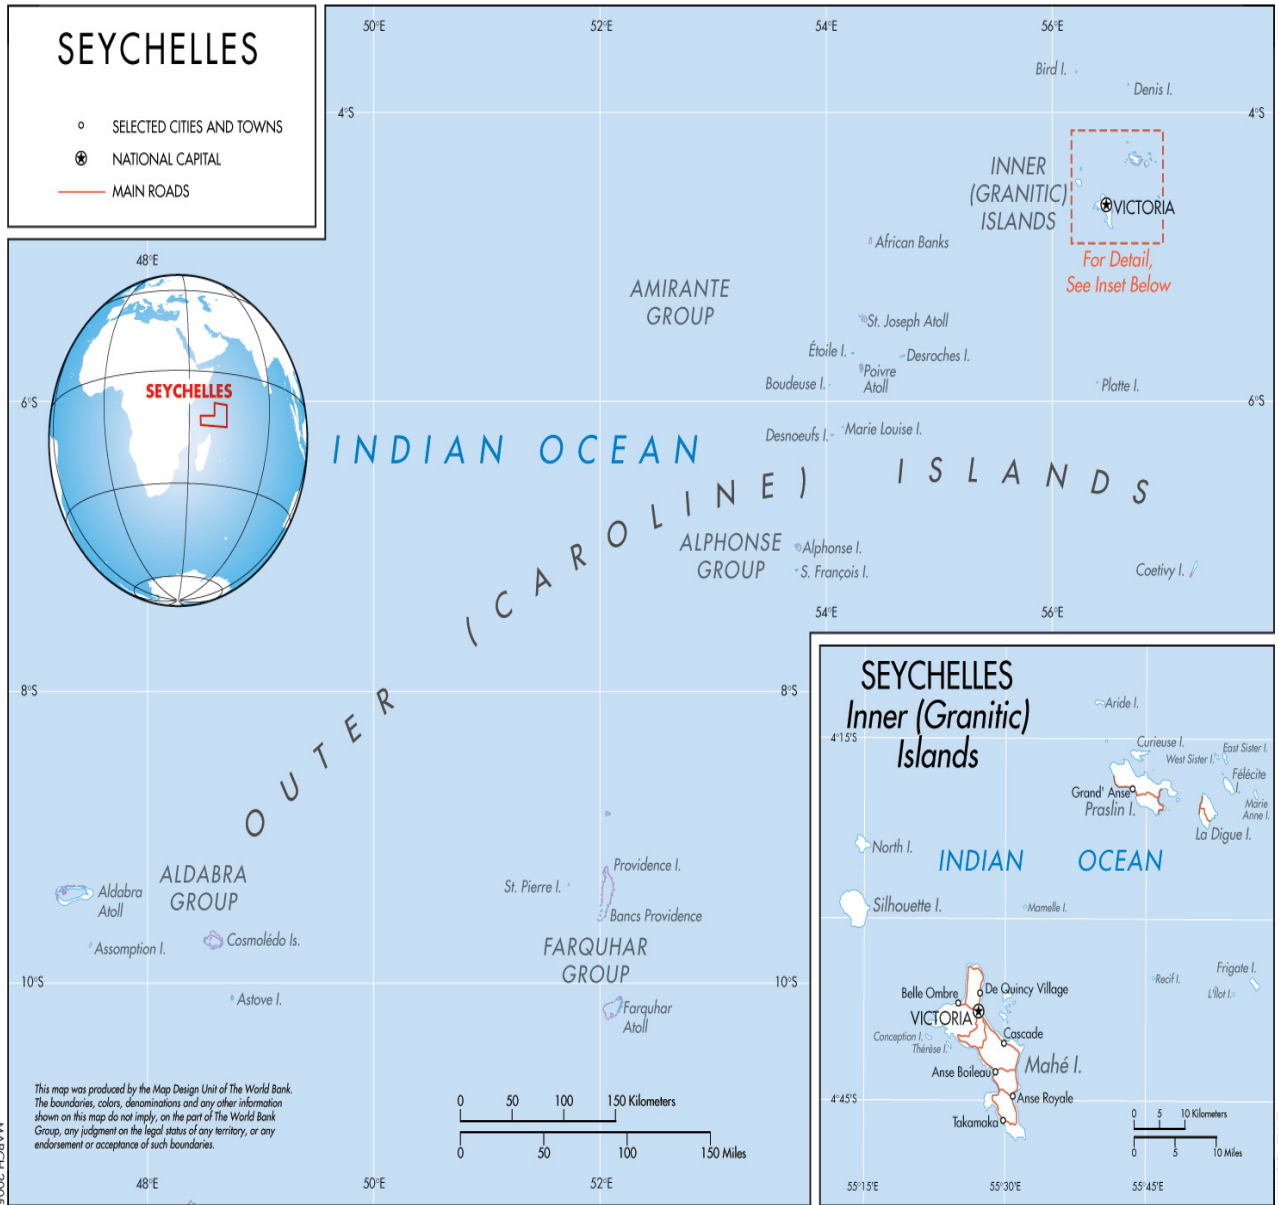 SEYCHELLES
SELECTED CITIES AND TOWNS
NATIONAL CAPITAL
MAIN ROADS
50°E
52°E
54°E
56°E
Bird I.
Denis I.
4°S
4°S
INNER
(GRANITIC)
ISLANDS
VICTORIA
For Detail,
See Inset Below
African Banks
48°E
SEYCHELLES
AMIRANTE
GROUP
St. Joseph Atoll
Étoile I.
Desroches I.
Poivre
Atoll
Boudeuse I.
Platte I.
6°S
6°S
Marie Louise I.
Desnoeufs I.
INDIAN OCEAN
OUTER (CAROLINE) ISLANDS
ALPHONSE
GROUP
Alphonse I.
S. François I.
Coetivy I.
54°E
56°E
8°S
8°S
ALDABRA
GROUP
Aldabra
Atoll
Assomption I.
Cosmolédo Is.
Astove I.
Providence I.
St. Pierre I.
Bancs Providence
FARQUHAR
GROUP
10°S
10°S
Farquhar
Atoll
This map was produced by the Map Design Unit of The World Bank.
The boundaries, colors, denominations and any other information
shown on this map do not imply, on the part of The World Bank
Group, any judgment on the legal status of any territory, or any
endorsement or acceptance of such boundaries.
0 50 100 150 Kilometers
0 50 100 150 Miles
48°E
50°E
52°E
SEYCHELLES
Inner (Granitic)
Islands
Aride I.
4°15'S
Curieuse I.
East Sister I.
West Sister I.
Félécite
I.
Grand' Anse
Praslin I.
Marie
Anne I.
La Digue I.
North I.
INDIAN OCEAN
Silhouette I.
Mamelle I.
Frigate I.
Recif I.
L'Îlot I.
De Quincy Village
Belle Ombre
VICTORIA
Conception I.
Thérèse I.
Cascade
Mahé I.
Anse Boileau
Anse Royale
Takamaka
4°45'S
0 5 10 Kilometers
0 5 10 Miles
55°15'E
55°30'E
55°45'E